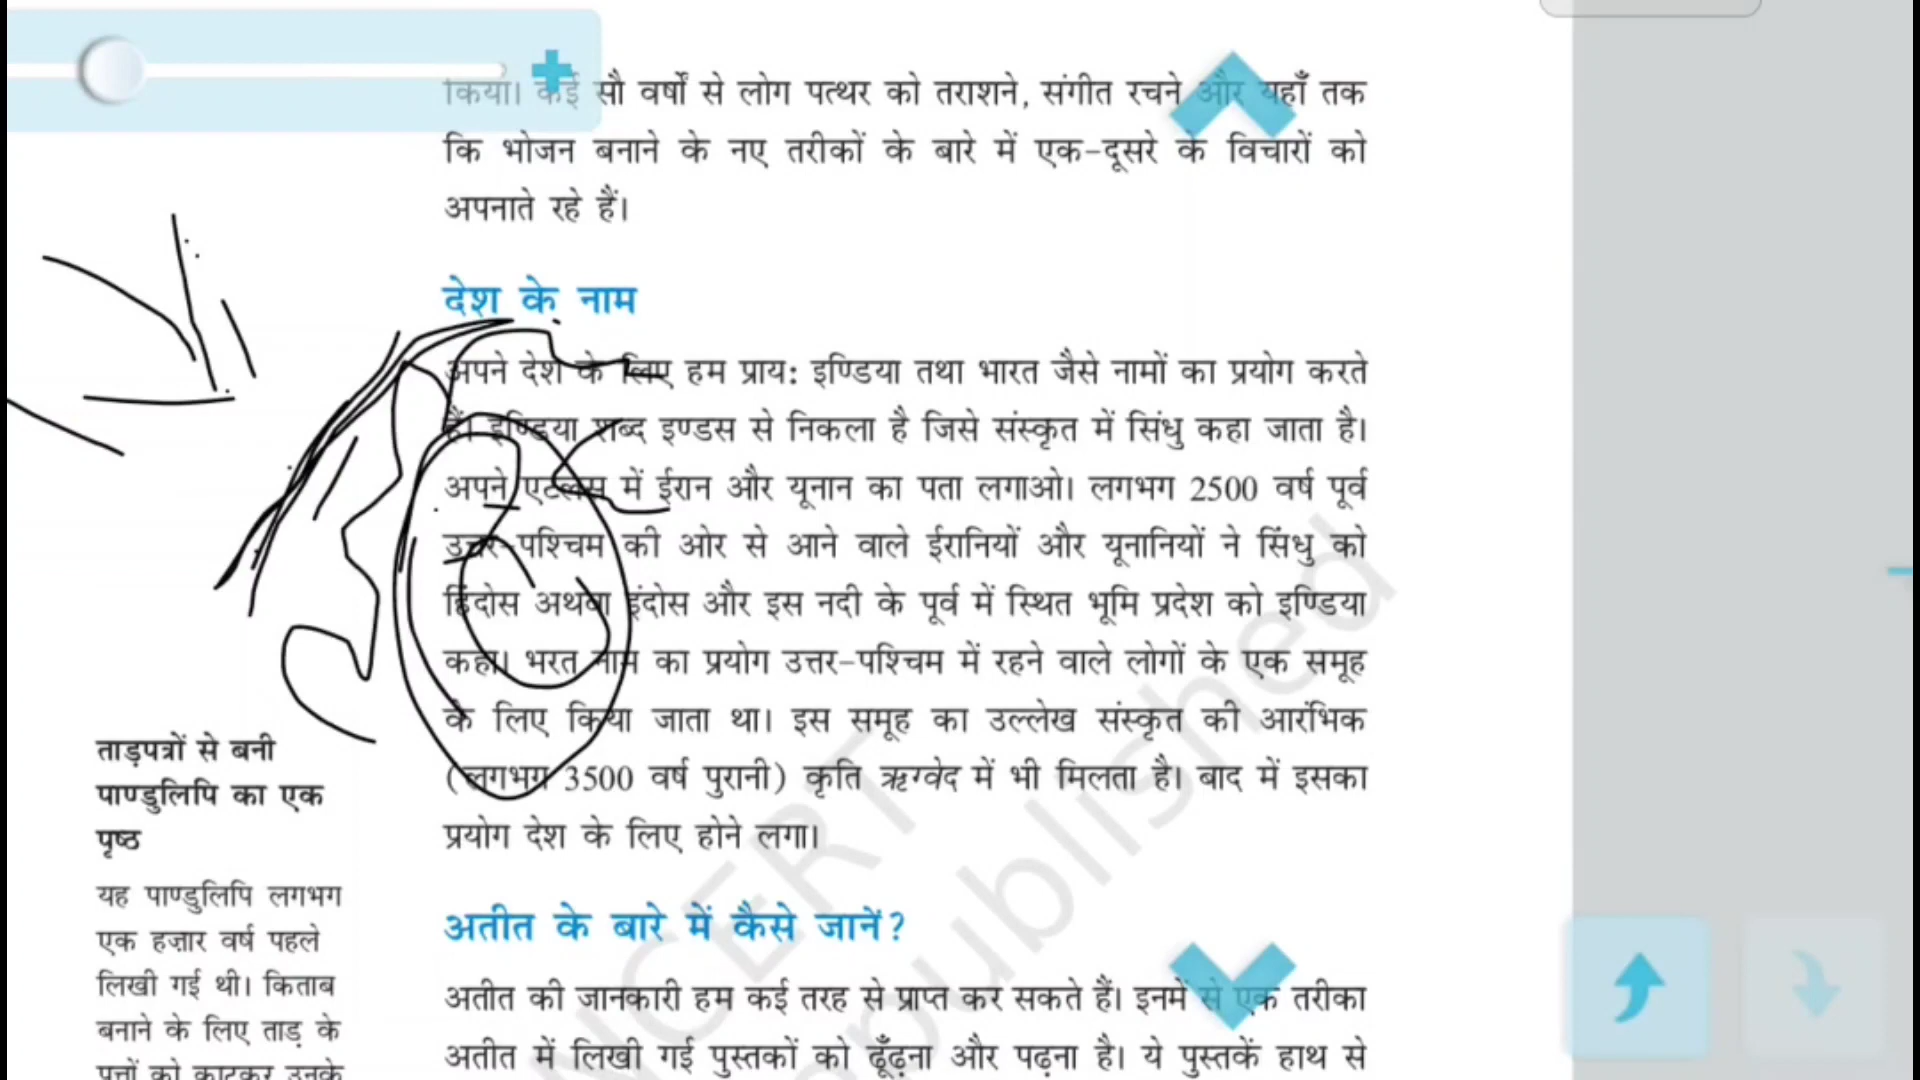 किया। कई सौ वर्षों से लोग पत्थर को तराशने, संगीत रचने और यहाँ तक
कि भोजन बनाने के नए तरीकों के बारे में एक-दूसरे के विचारों को
अपनाते रहे हैं।
देश के नाम
अपने देश के लिए हम प्राय: इण्डिया तथा भारत जैसे नामों का प्रयोग करते
हैं। इण्डिया शब्द इण्डस से निकला है जिसे संस्कृत में सिंधु कहा जाता है।
अपने एटलस में ईरान और यूनान का पता लगाओ। लगभग 2500 वर्ष पूर्व
उत्तर-पश्चिम की ओर से आने वाले ईरानियों और यूनानियों ने सिंधु को
हिंदोस अथवा इंदोस और इस नदी के पूर्व में स्थित भूमि प्रदेश को इण्डिया
कहा। भरत नाम का प्रयोग उत्तर-पश्चिम में रहने वाले लोगों के एक समूह
के लिए किया जाता था। इस समूह का उल्लेख संस्कृत की आरंभिक
(लगभग 3500 वर्ष पुरानी) कृति ऋग्वेद में भी मिलता है। बाद में इसका
प्रयोग देश के लिए होने लगा।
अतीत के बारे में कैसे जानें?
अतीत की जानकारी हम कई तरह से प्राप्त कर सकते हैं। इनमें से एक तरीका
अतीत में लिखी गई पुस्तकों को ढूँढ़ना और पढ़ना है। ये पुस्तकें हाथ से
ताड़पत्रों से बनी
पाण्डुलिपि का एक
पृष्ठ
यह पाण्डुलिपि लगभग
एक हज़ार वर्ष पहले
लिखी गई थी। किताब
बनाने के लिए ताड़ के
पत्तों को काटकर उनके
NCERT
republished